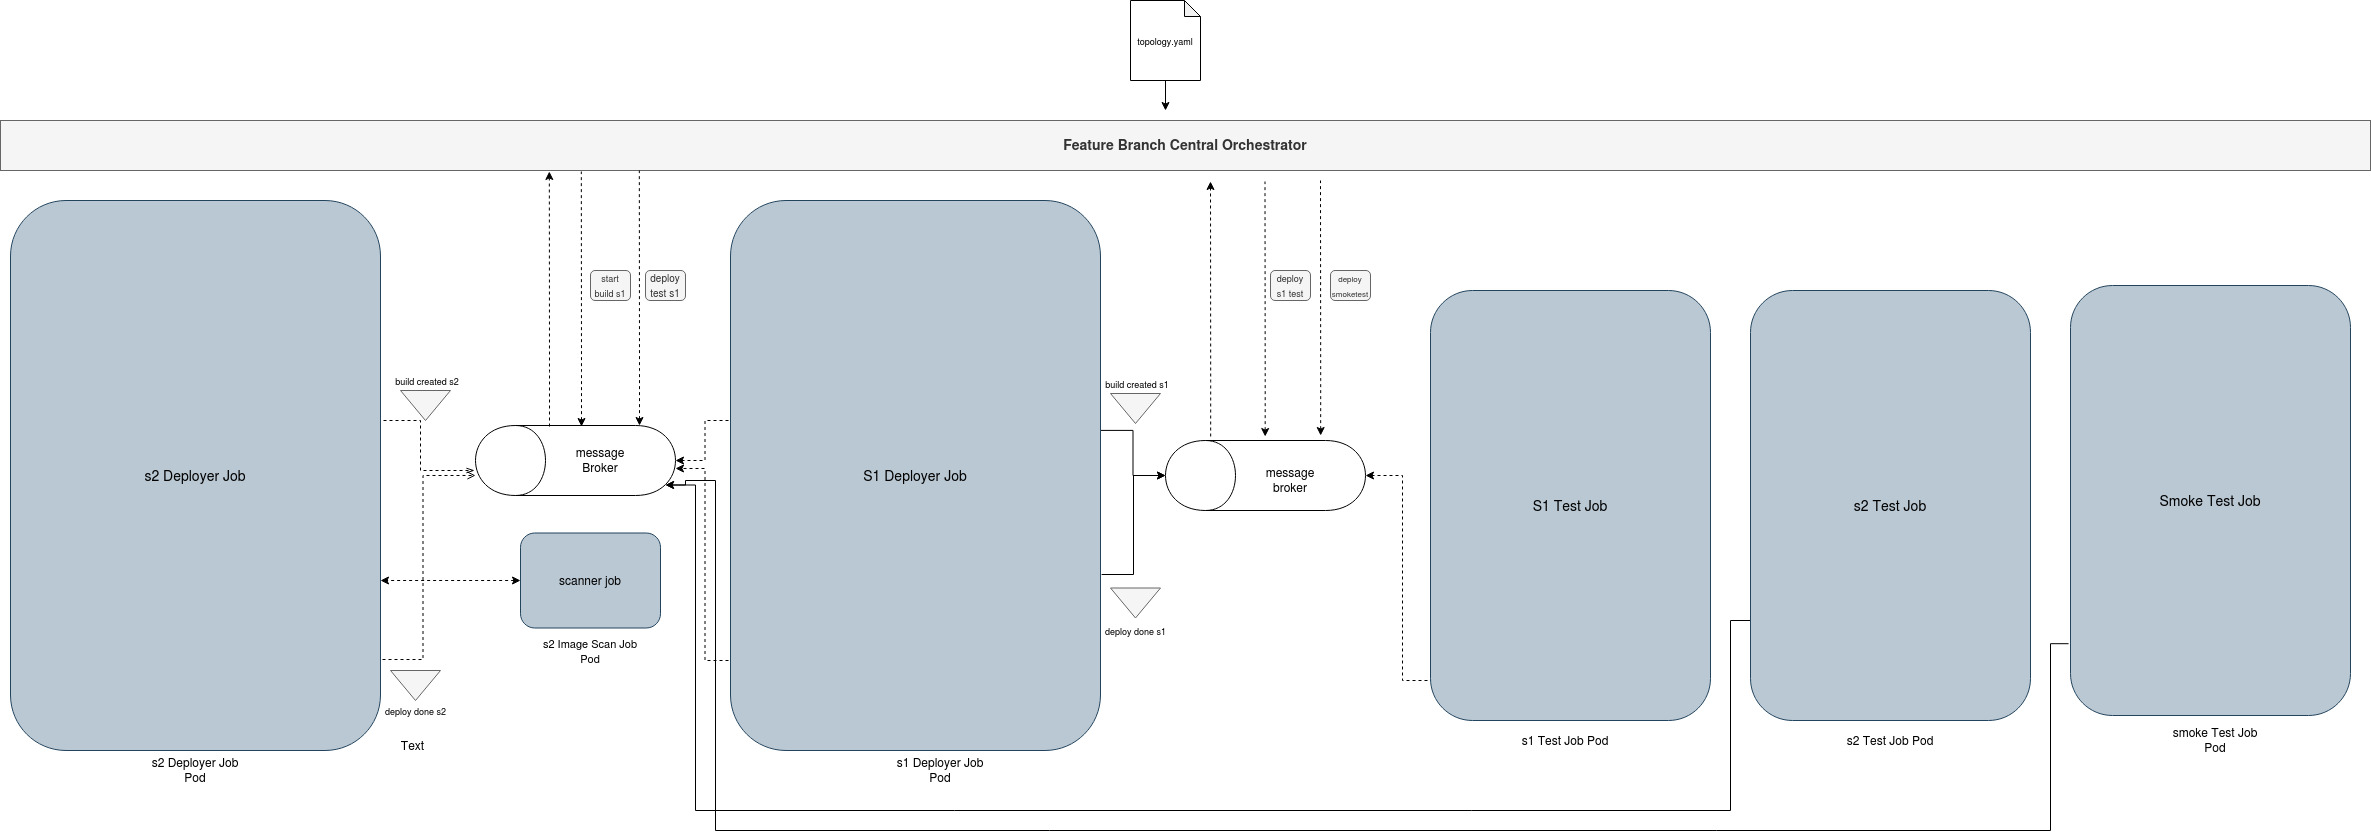 topology.yaml
Feature Branch Central Orchestrator
start
build s1
deploy
test s1
deploy
s1 test
deploy
smoketest
build created s2
build created s1
message
Broker
message
broker
s2 Deployer Job
S1 Deployer Job
S1 Test Job
s2 Test Job
Smoke Test Job
scanner job
s2 Image Scan Job
Pod
deploy done s1
deploy done s2
Text
s2 Deployer Job
Pod
s1 Deployer Job
Pod
s1 Test Job Pod
s2 Test Job Pod
smoke Test Job
Pod